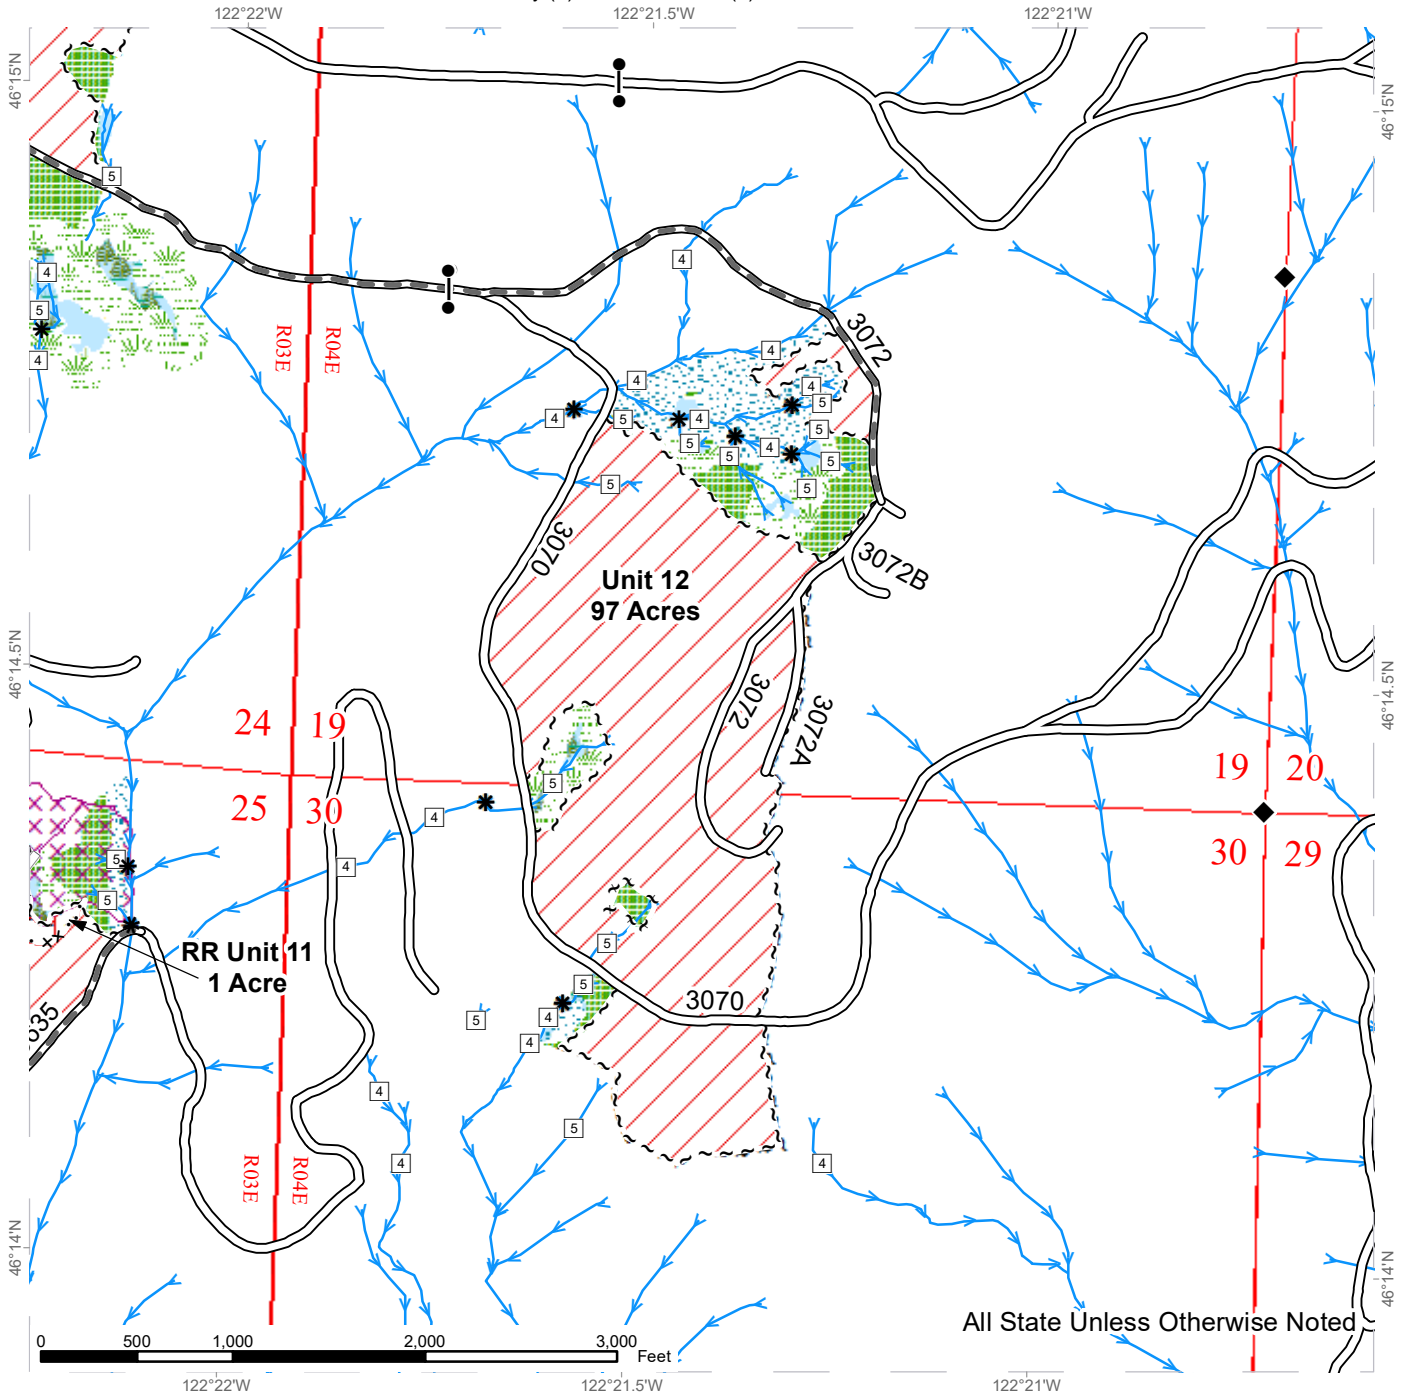 122°22'W
122°21.5'W
122°21'W
46°15'N
46°15'N
5
4
5
4
R03E
R04E
4
3072
4
4
4
4
5
4
5
5
4
5
5
4
5
5
5
3070
3072B
Unit 12
97 Acres
46°14.5'N
46°14.5'N
3072
3072A
24
19
19
20
5
25
30
4
30
29
5
4
5
RR Unit 11
1 Acre
5
5
3070
635
5
4
4
4
5
4
4
R03E
R04E
46°14'N
46°14'N
All State Unless Otherwise Noted
0
500
1,000
2,000
3,000
Feet
122°22'W
122°21.5'W
122°21'W